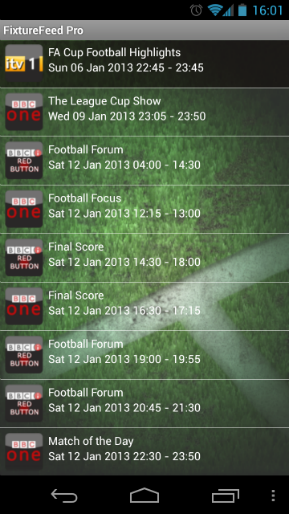 16:01
FixtureFeed Pro
itv 1
FA Cup Football Highlights
Sun 06 Jan 2013 22:45 - 23:45
BBC
one
The League Cup Show
Wed 09 Jan 2013 23:05 - 23:50
BBC i
RED
BUTTON
Football Forum
Sat 12 Jan 2013 04:00 - 14:30
BBC
one
Football Focus
Sat 12 Jan 2013 12:15 - 13:00
BBC i
RED
BUTTON
Final Score
Sat 12 Jan 2013 14:30 - 18:00
BBC
one
Final Score
Sat 12 Jan 2013 16:30 - 17:15
BBC i
RED
BUTTON
Football Forum
Sat 12 Jan 2013 19:00 - 19:55
BBC i
RED
BUTTON
Football Forum
Sat 12 Jan 2013 20:45 - 21:30
BBC
one
Match of the Day
Sat 12 Jan 2013 22:30 - 23:50